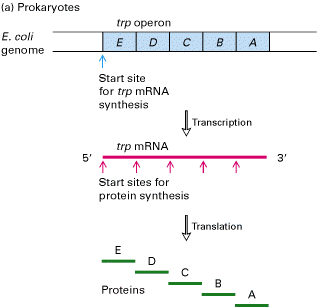 (a) Prokaryotes
trp operon
E. coli
genome
E D C B A
Start site
for trp mRNA
synthesis
Transcription
trp mRNA
5′ 3′
Start sites for
protein synthesis
Translation
E
D
C
B
A
Proteins